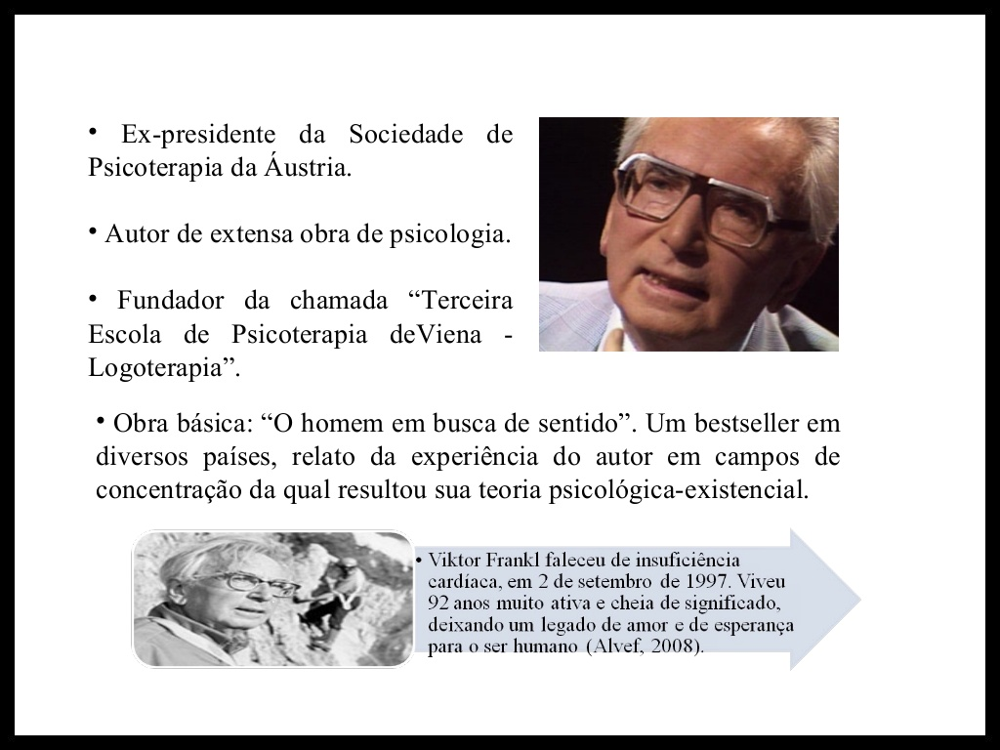 • Ex-presidente da Sociedade de
Psicoterapia da Áustria.
• Autor de extensa obra de psicologia.
• Fundador da chamada “Terceira
Escola de Psicoterapia deViena -
Logoterapia”.
• Obra básica: “O homem em busca de sentido”. Um bestseller em
diversos países, relato da experiência do autor em campos de
concentração da qual resultou sua teoria psicológica-existencial.
• Viktor Frankl faleceu de insuficiência
cardíaca, em 2 de setembro de 1997. Viveu
92 anos muito ativa e cheia de significado,
deixando um legado de amor e de esperança
para o ser humano (Alvef, 2008).